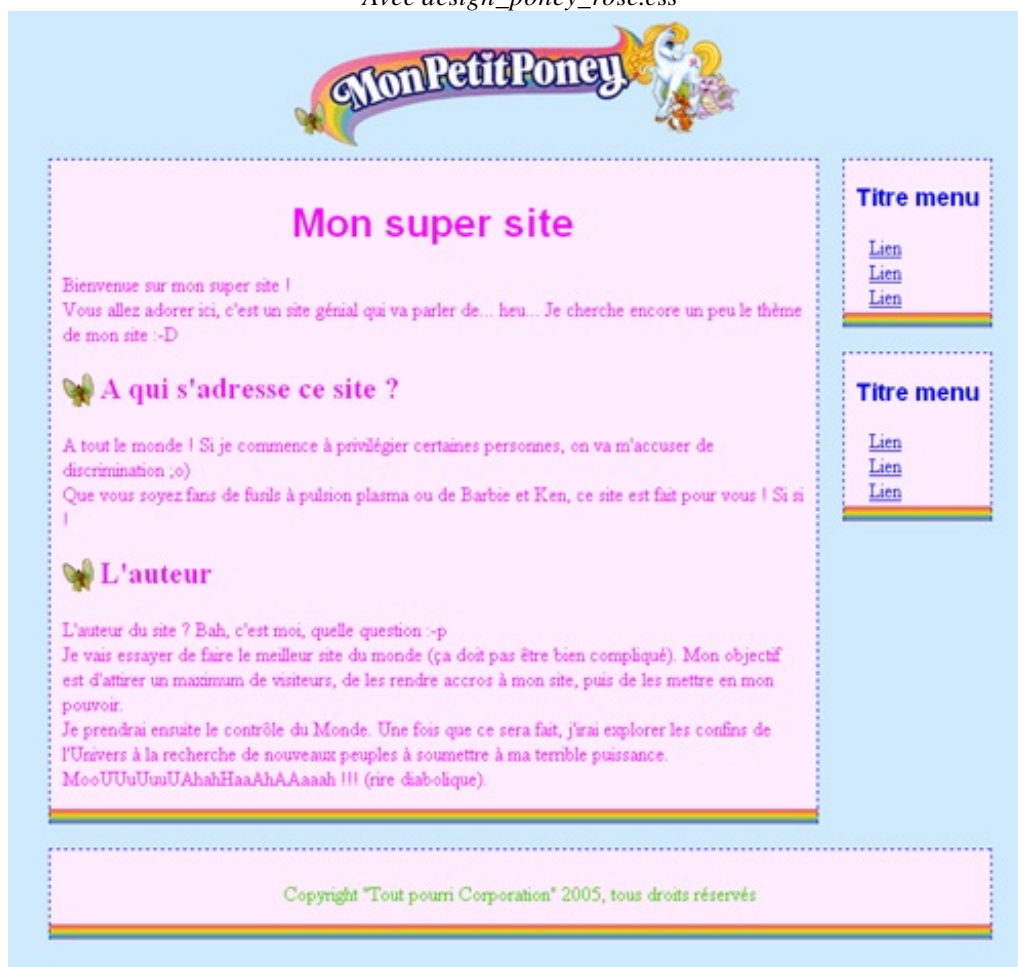 Avec design_poney_rose.css
Mon Petit Poney
Mon super site
Bienvenue sur mon super site !
Vous allez adorer ici, c'est un site génial qui va parler de... heu... Je cherche encore un peu le thème
de mon site :-D
A qui s'adresse ce site ?
A tout le monde ! Si je commence à privilégier certaines personnes, on va m'accuser de
discrimination ;o)
Que vous soyez fans de fusils à pulsion plasma ou de Barbie et Ken, ce site est fait pour vous ! Si si
!
L'auteur
L'auteur du site ? Bah, c'est moi, quelle question :-p
Je vais essayer de faire le meilleur site du monde (ça doit pas être bien compliqué). Mon objectif
est d'attirer un maximum de visiteurs, de les rendre accros à mon site, puis de les mettre en mon
pouvoir.
Je prendrai ensuite le contrôle du Monde. Une fois que ce sera fait, j'irai explorer les confins de
l'Univers à la recherche de nouveaux peuples à soumettre à ma terrible puissance.
MooUUuUuuUAhahHaaAhAAaaah !!! (rire diabolique).
Titre menu
Lien
Lien
Lien
Titre menu
Lien
Lien
Lien
Copyright "Tout pourri Corporation" 2005, tous droits réservés